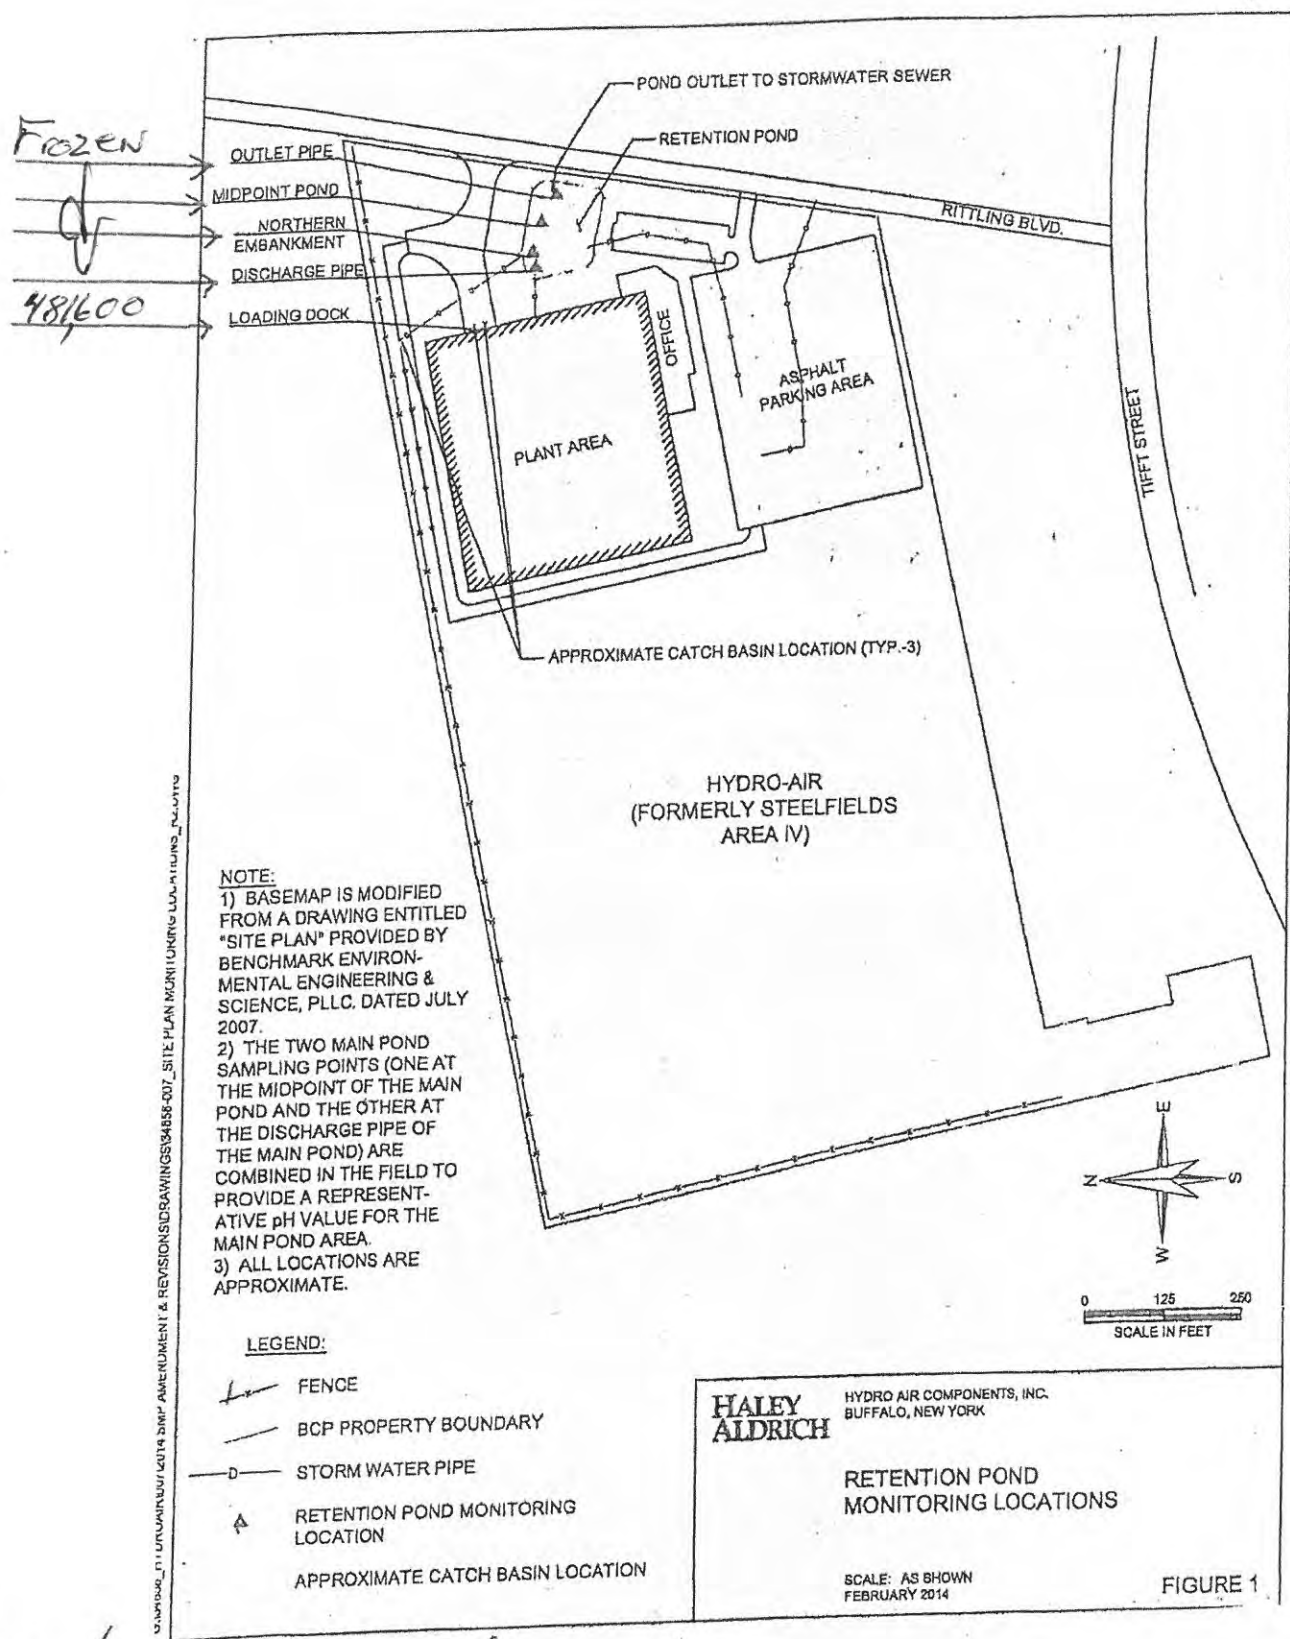 POND OUTLET TO STORMWATER SEWER
RETENTION POND
Frozen
OUTLET PIPE
MIDPOINT POND
NORTHERN
EMBANKMENT
DISCHARGE PIPE
LOADING DOCK
RITTLING BLVD.
TIFFT STREET
OFFICE
ASPHALT
PARKING AREA
PLANT AREA
APPROXIMATE CATCH BASIN LOCATION (TYP.-3)
HYDRO-AIR
(FORMERLY STEELFIELDS
AREA IV)
NOTE:
1) BASEMAP IS MODIFIED
FROM A DRAWING ENTITLED
"SITE PLAN" PROVIDED BY
BENCHMARK ENVIRON-
MENTAL ENGINEERING &
SCIENCE, PLLC. DATED JULY
2007.
2) THE TWO MAIN POND
SAMPLING POINTS (ONE AT
THE MIDPOINT OF THE MAIN
POND AND THE OTHER AT
THE DISCHARGE PIPE OF
THE MAIN POND) ARE
COMBINED IN THE FIELD TO
PROVIDE A REPRESENT-
ATIVE pH VALUE FOR THE
MAIN POND AREA.
3) ALL LOCATIONS ARE
APPROXIMATE.
E
N
S
W
0 125 250
SCALE IN FEET
LEGEND:
FENCE
BCP PROPERTY BOUNDARY
D
STORM WATER PIPE
RETENTION POND MONITORING
LOCATION
APPROXIMATE CATCH BASIN LOCATION
HALEY
ALDRICH
HYDRO AIR COMPONENTS, INC.
BUFFALO, NEW YORK
RETENTION POND
MONITORING LOCATIONS
SCALE: AS SHOWN
FEBRUARY 2014
FIGURE 1
AMENDMENT & REVISIONS\DRAWINGS\34856-007_SITE PLAN MONITORING